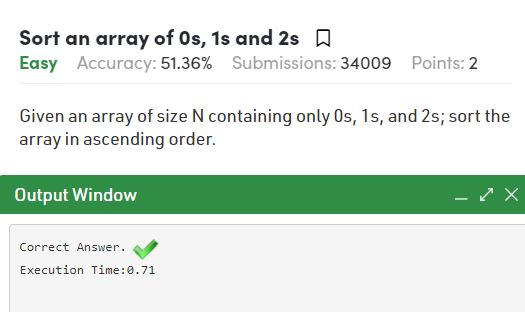 Sort an array of 0s, 1s and 2s
Easy Accuracy: 51.36% Submissions: 34009 Points: 2
Given an array of size N containing only 0s, 1s, and 2s; sort the
array in ascending order.
Output Window
Correct Answer.
Execution Time:0.71